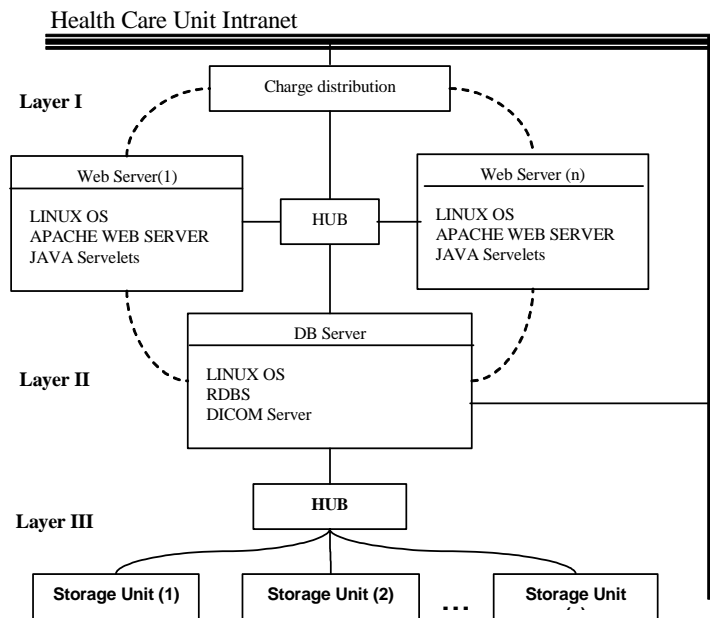 Health Care Unit Intranet
Charge distribution
Layer I
Web Server(1)
LINUX OS
APACHE WEB SERVER
JAVA Servelets
HUB
Web Server (n)
LINUX OS
APACHE WEB SERVER
JAVA Servelets
DB Server
Layer II
LINUX OS
RDBS
DICOM Server
HUB
Layer III
Storage Unit (1)
Storage Unit (2)
...
Storage Unit